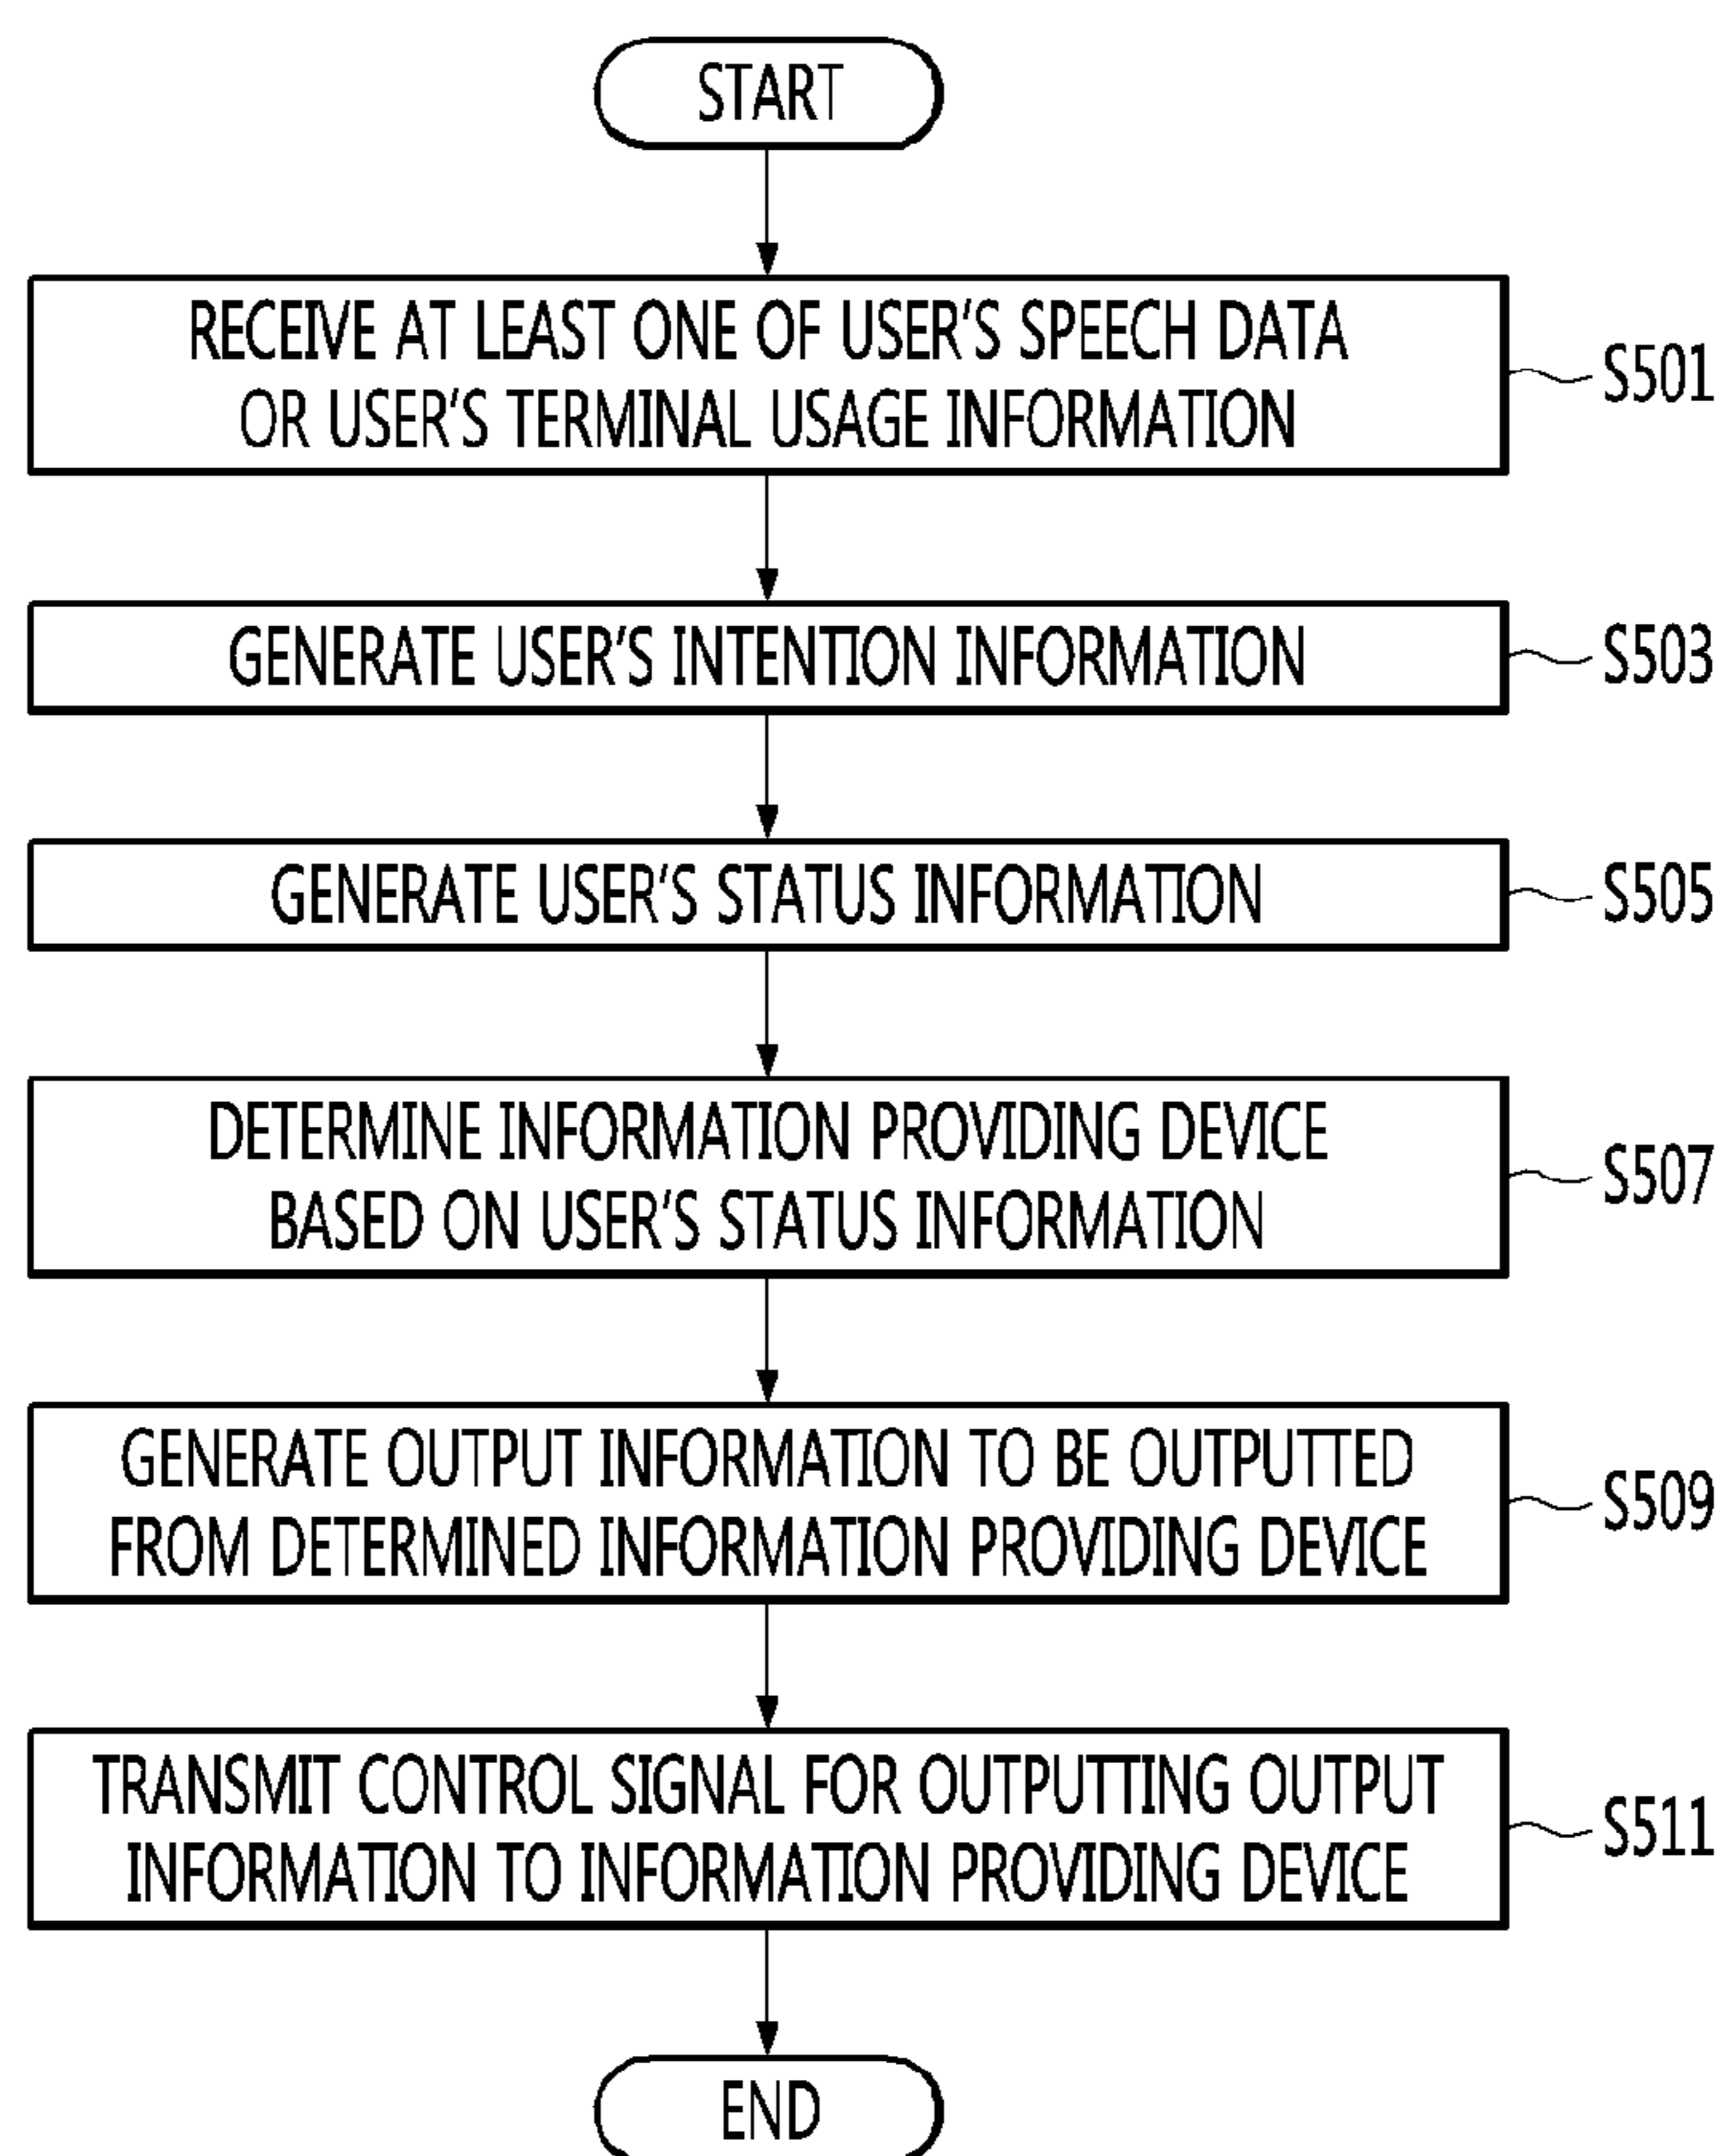 START
RECEIVE AT LEAST ONE OF USER'S SPEECH DATA
OR USER'S TERMINAL USAGE INFORMATION
S501
GENERATE USER'S INTENTION INFORMATION
S503
GENERATE USER'S STATUS INFORMATION
S505
DETERMINE INFORMATION PROVIDING DEVICE
BASED ON USER'S STATUS INFORMATION
S507
GENERATE OUTPUT INFORMATION TO BE OUTPUTTED
FROM DETERMINED INFORMATION PROVIDING DEVICE
S509
TRANSMIT CONTROL SIGNAL FOR OUTPUTTING OUTPUT
INFORMATION TO INFORMATION PROVIDING DEVICE
S511
END